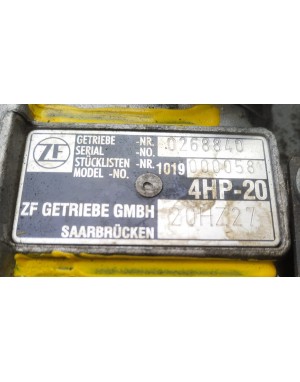 GETRIEBE -NR. 0268840
SERIAL -NO.
ZF
STÜCKLISTEN -NR. 1019 000058
MODEL -NO.
4HP-20
ZF GETRIEBE GMBH 20HZ27
SAARBRÜCKEN